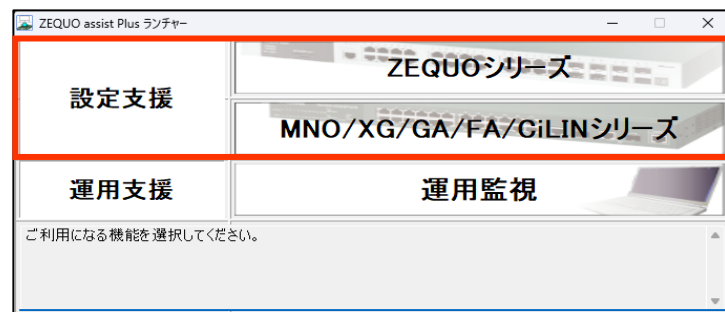 ZEQUO assist Plus ランチャー
設定支援
ZEQUOシリーズ
MNO/XG/GA/FA/GiLINシリーズ
運用支援
運用監視
ご利用になる機能を選択してください。